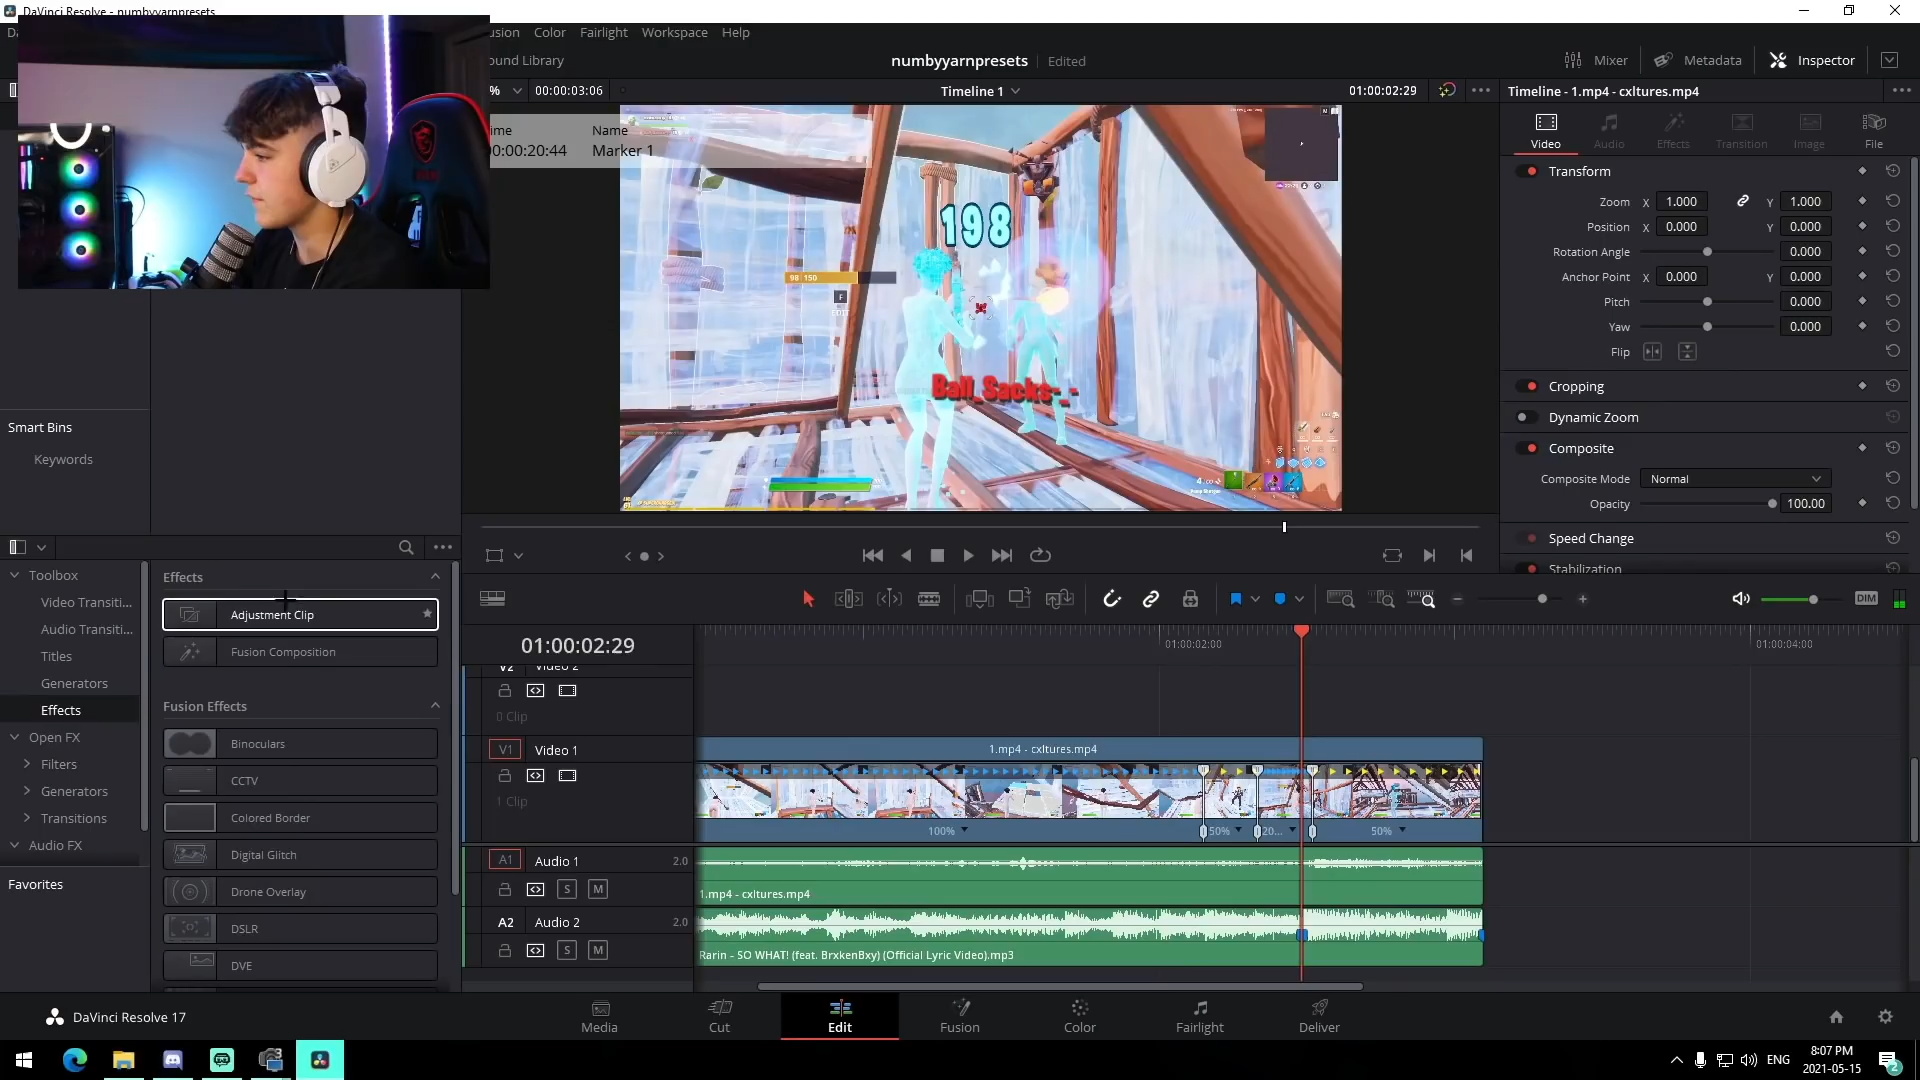 DaVinci Resolve - numbyyarnpresets
usion Color Fairlight Workspace Help
ound Library
numbyyarnpresets Edited
Mixer Metadata Inspector
% 00:00:03:06
Timeline 1
01:00:02:29
Timeline - 1.mp4 - cxltures.mp4
ime Name
00:00:20:44 Marker 1
Video Audio Effects Transition Image File
198
98 | 150
F
EDIT
Ball_Sacks-_-
Transform
Zoom X 1.000 Y 1.000
Position X 0.000 Y 0.000
Rotation Angle 0.000
Anchor Point X 0.000 Y 0.000
Pitch 0.000
Yaw 0.000
Flip
Cropping
Dynamic Zoom
Composite
Composite Mode Normal
Opacity 100.00
Speed Change
Stabilization
Smart Bins
Keywords
Toolbox
Video Transiti...
Audio Transiti...
Titles
Generators
Effects
Open FX
Filters
Generators
Transitions
Audio FX
Favorites
Effects
Adjustment Clip
Fusion Composition
Fusion Effects
Binoculars
CCTV
Colored Border
Digital Glitch
Drone Overlay
DSLR
DVE
DIM
01:00:02:29
01:00:02:00
01:00:04:00
V2 Video 2
0 Clip
V1 Video 1
1 Clip
1.mp4 - cxltures.mp4
100% 50% 20... 50%
A1 Audio 1 2.0
S M
1.mp4 - cxltures.mp4
A2 Audio 2 2.0
S M
Rarin - SO WHAT! (feat. BrxkenBxy) (Official Lyric Video).mp3
DaVinci Resolve 17
Media Cut Edit Fusion Color Fairlight Deliver
ENG
8:07 PM
2021-05-15
2